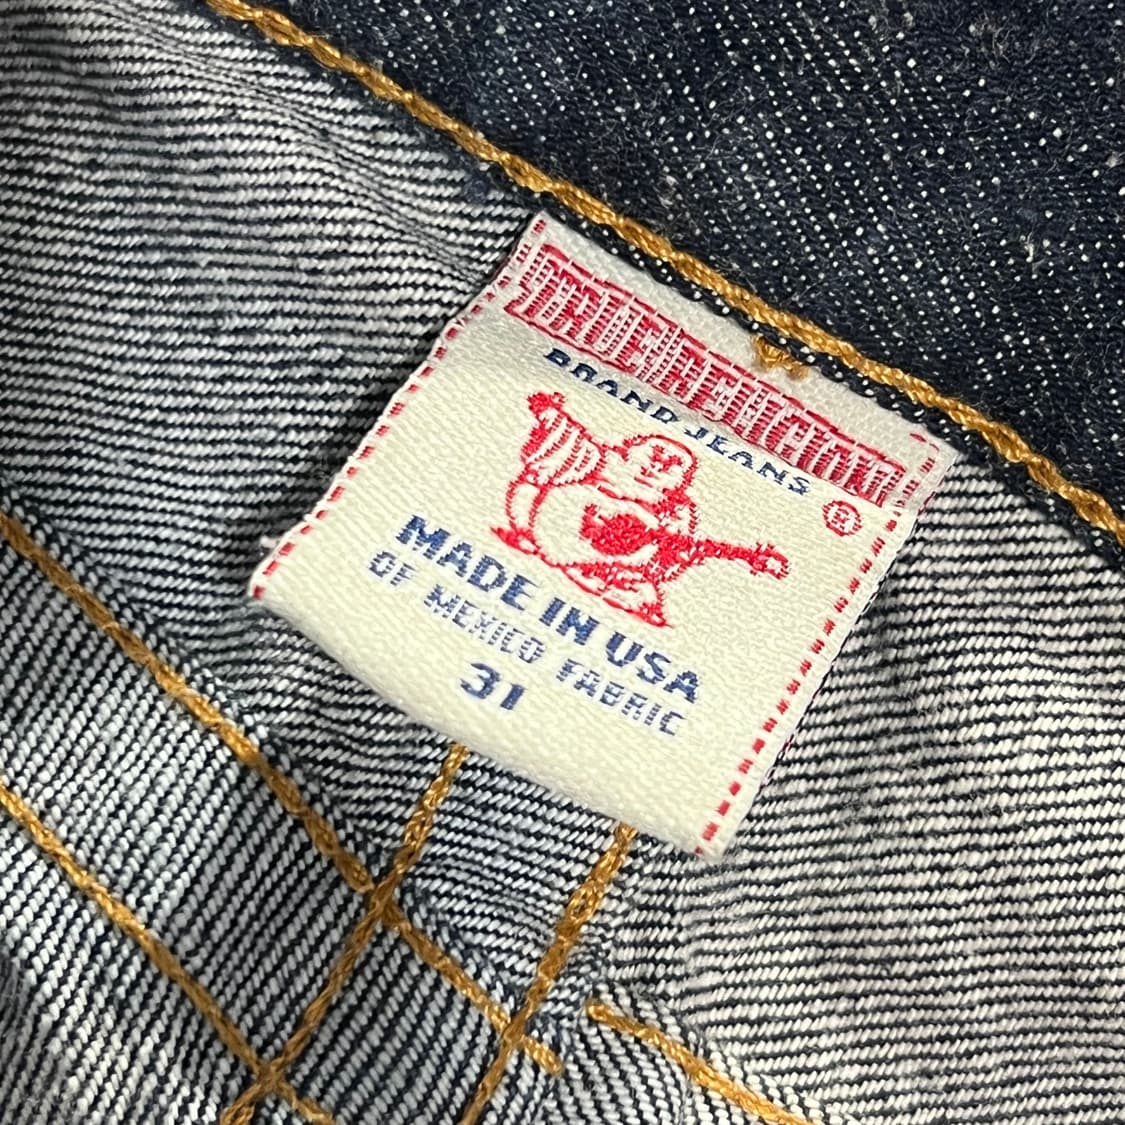 TRUE RELIGION
BRAND JEANS
®
MADE IN USA
OF MEXICO FABRIC
31